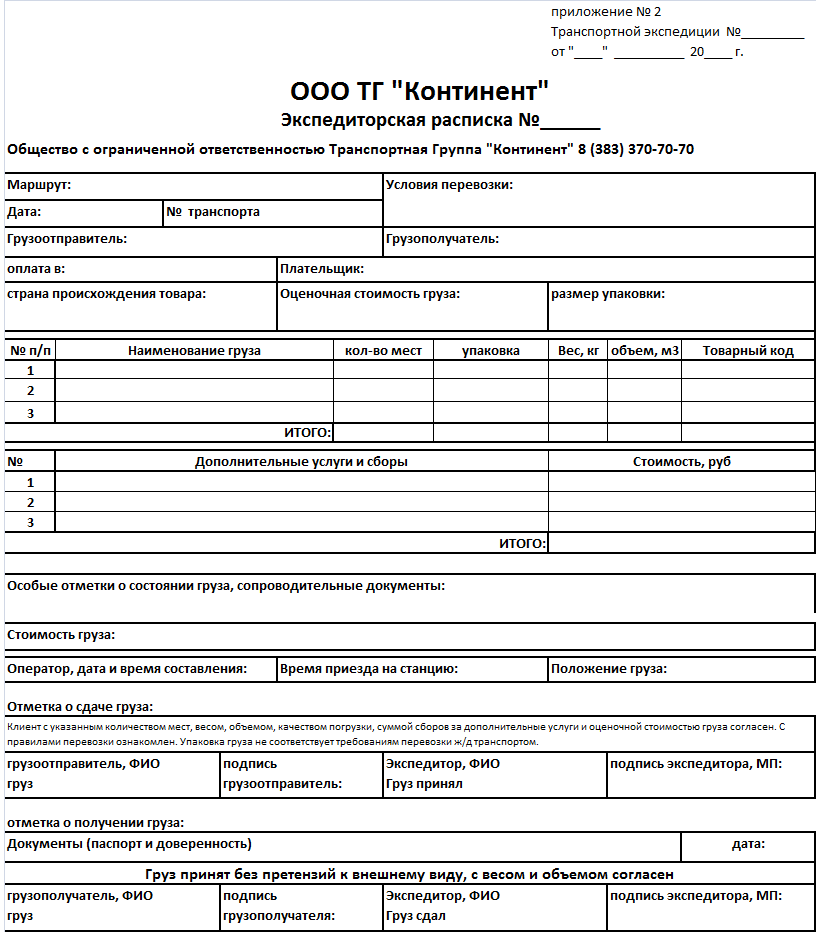 приложение № 2
Транспортной экспедиции №_________
от "____" __________ 20____ г.
ООО ТГ "Континент"
Экспедиторская расписка №______
Общество с ограниченной ответственностью Транспортная Группа "Континент" 8 (383) 370-70-70
Маршрут: Условия перевозки:
Дата: № транспорта
Грузоотправитель: Грузополучатель:
оплата в: Плательщик:
страна происхождения товара: Оценочная стоимость груза: размер упаковки:
№ п/п Наименование груза кол-во мест упаковка Вес, кг объем, м3 Товарный код
1
2
3
ИТОГО:
№ Дополнительные услуги и сборы Стоимость, руб
1
2
3
ИТОГО:
Особые отметки о состоянии груза, сопроводительные документы:
Стоимость груза:
Оператор, дата и время составления: Время приезда на станцию: Положение груза:
Отметка о сдаче груза:
Клиент с указанным количеством мест, весом, объемом, качеством погрузки, суммой сборов за дополнительные услуги и оценочной стоимостью груза согласен. С
правилами перевозки ознакомлен. Упаковка груза не соответствует требованиям перевозки ж/д транспортом.
грузоотправитель, ФИО подпись Экспедитор, ФИО подпись экспедитора, МП:
груз грузоотправитель: Груз принял
отметка о получении груза:
Документы (паспорт и доверенность) дата:
Груз принят без претензий к внешнему виду, с весом и объемом согласен
грузополучатель, ФИО подпись Экспедитор, ФИО подпись экспедитора, МП:
груз грузополучателя: Груз сдал